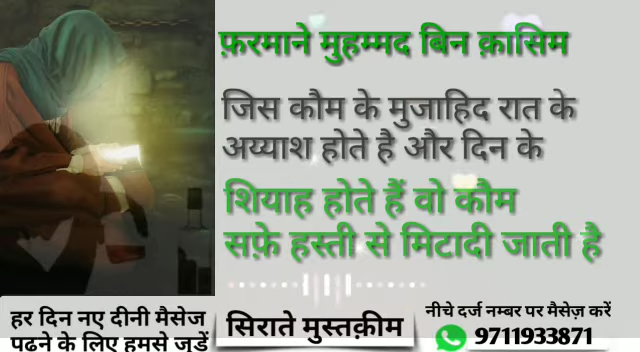 फ़रमाने मुहम्मद बिन क़ासिम
जिस कौम के मुजाहिद रात के
अय्याश होते है और दिन के
शियाह होते हैं वो कौम
सफ़े हस्ती से मिटादी जाती है
हर दिन नए दीनी मैसेज
पढने के लिए हमसे जुडें
सिराते मुस्तक़ीम
नीचे दर्ज नम्बर पर मैसेज़ करें
9711933871